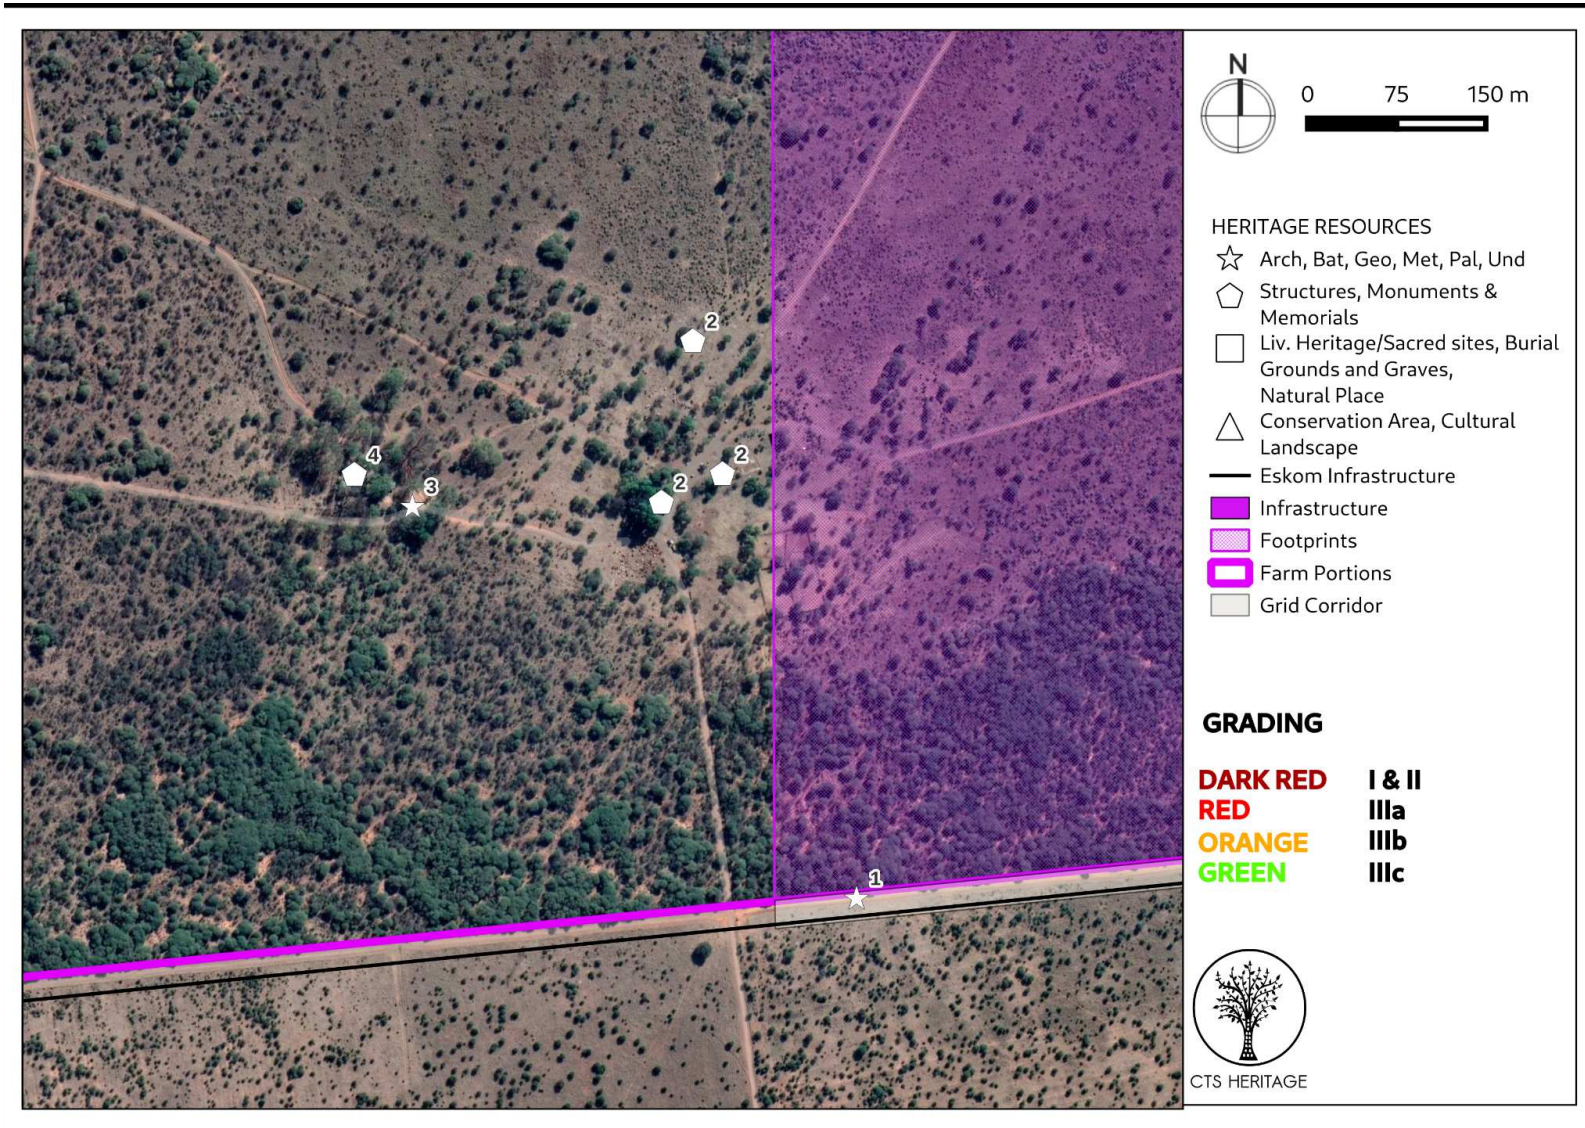 N
0 75 150 m
HERITAGE RESOURCES
Arch, Bat, Geo, Met, Pal, Und
Structures, Monuments &
Memorials
Liv. Heritage/Sacred sites, Burial
Grounds and Graves,
Natural Place
Conservation Area, Cultural
Landscape
Eskom Infrastructure
Infrastructure
Footprints
Farm Portions
Grid Corridor
GRADING
DARK RED I & II
RED IIIa
ORANGE IIIb
GREEN IIIc
CTS HERITAGE
2
4
2
3
2
1